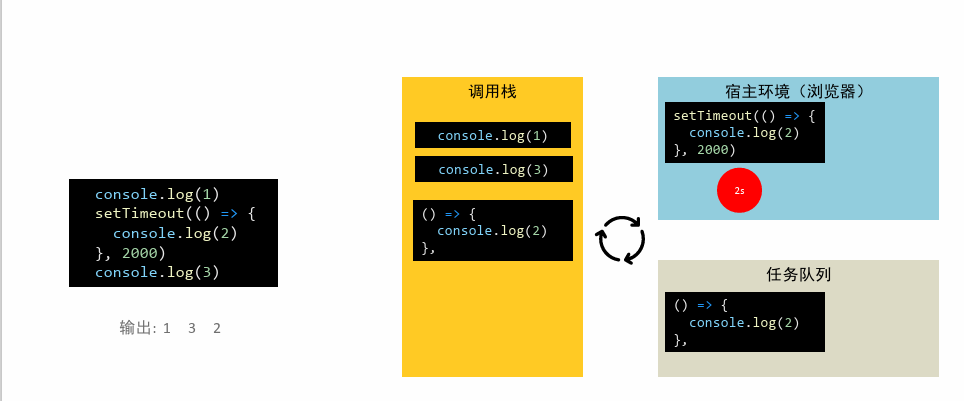 console.log(1)
setTimeout(() => {
  console.log(2)
}, 2000)
console.log(3)
输出: 1 3 2
调用栈
console.log(1)
console.log(3)
() => {
  console.log(2)
},
宿主环境（浏览器）
setTimeout(() => {
  console.log(2)
}, 2000)
2s
任务队列
() => {
  console.log(2)
},